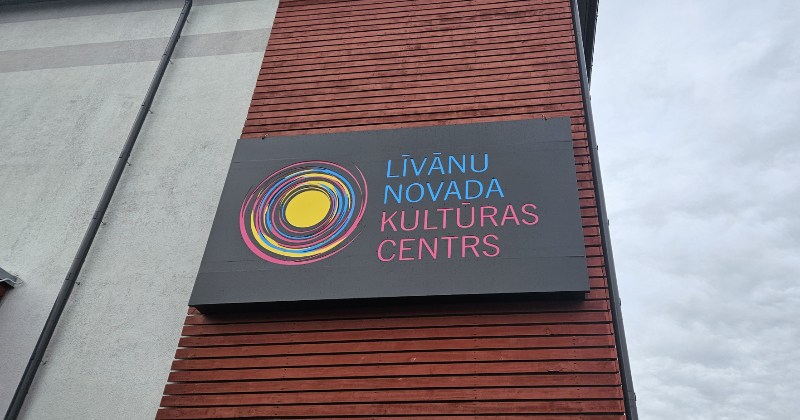 LĪVĀNU
NOVADA
KULTŪRAS
CENTRS